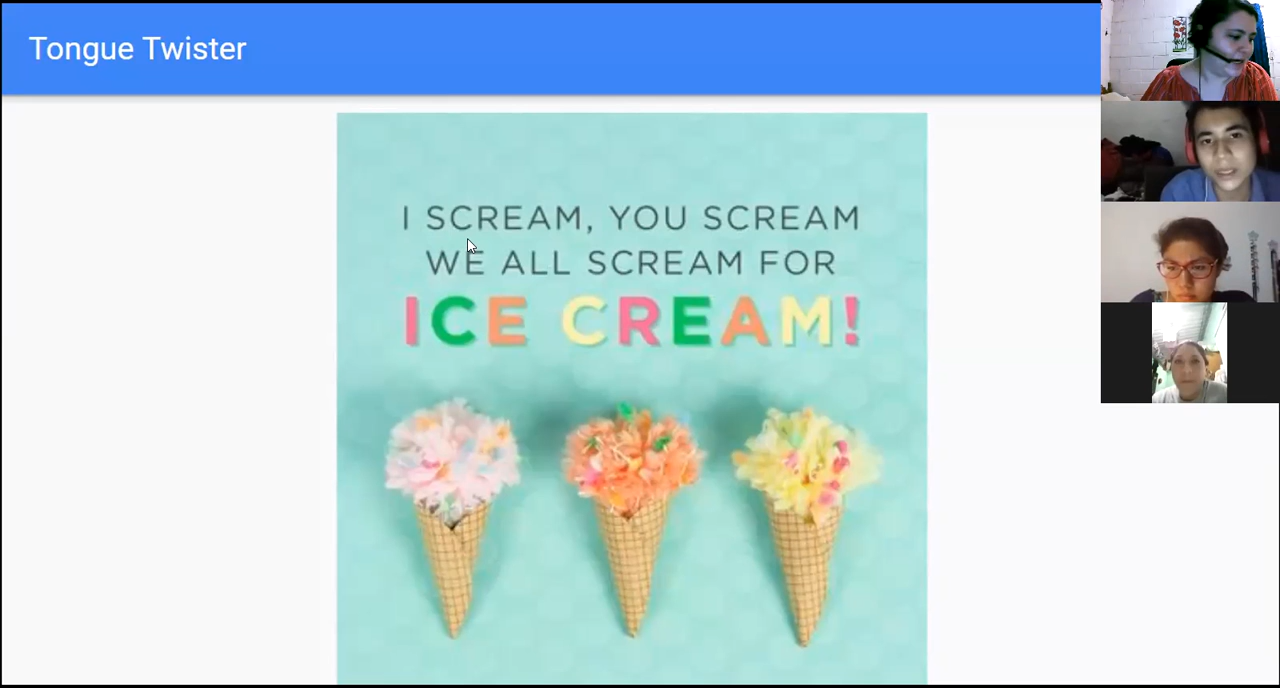 Tongue Twister
I SCREAM, YOU SCREAM
WE ALL SCREAM FOR
ICE CREAM!